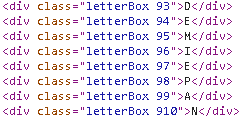 <div class="letterBox 93">D</div>
<div class="letterBox 94">E</div>
<div class="letterBox 95">M</div>
<div class="letterBox 96">I</div>
<div class="letterBox 97">E</div>
<div class="letterBox 98">P</div>
<div class="letterBox 99">A</div>
<div class="letterBox 910">N</div>